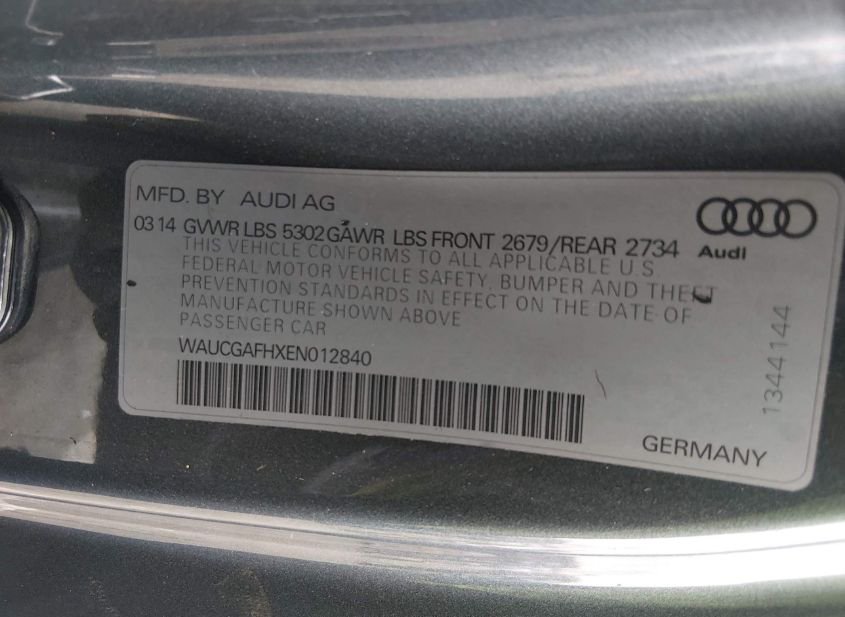 MFD. BY AUDI AG
03 14 GVWR LBS 5302 GAWR LBS FRONT 2679/REAR 2734
Audi
THIS VEHICLE CONFORMS TO ALL APPLICABLE U.S.
FEDERAL MOTOR VEHICLE SAFETY, BUMPER AND THEFT
PREVENTION STANDARDS IN EFFECT ON THE DATE OF
MANUFACTURE SHOWN ABOVE
PASSENGER CAR
WAUCGAFHXEN012840
1344144
GERMANY